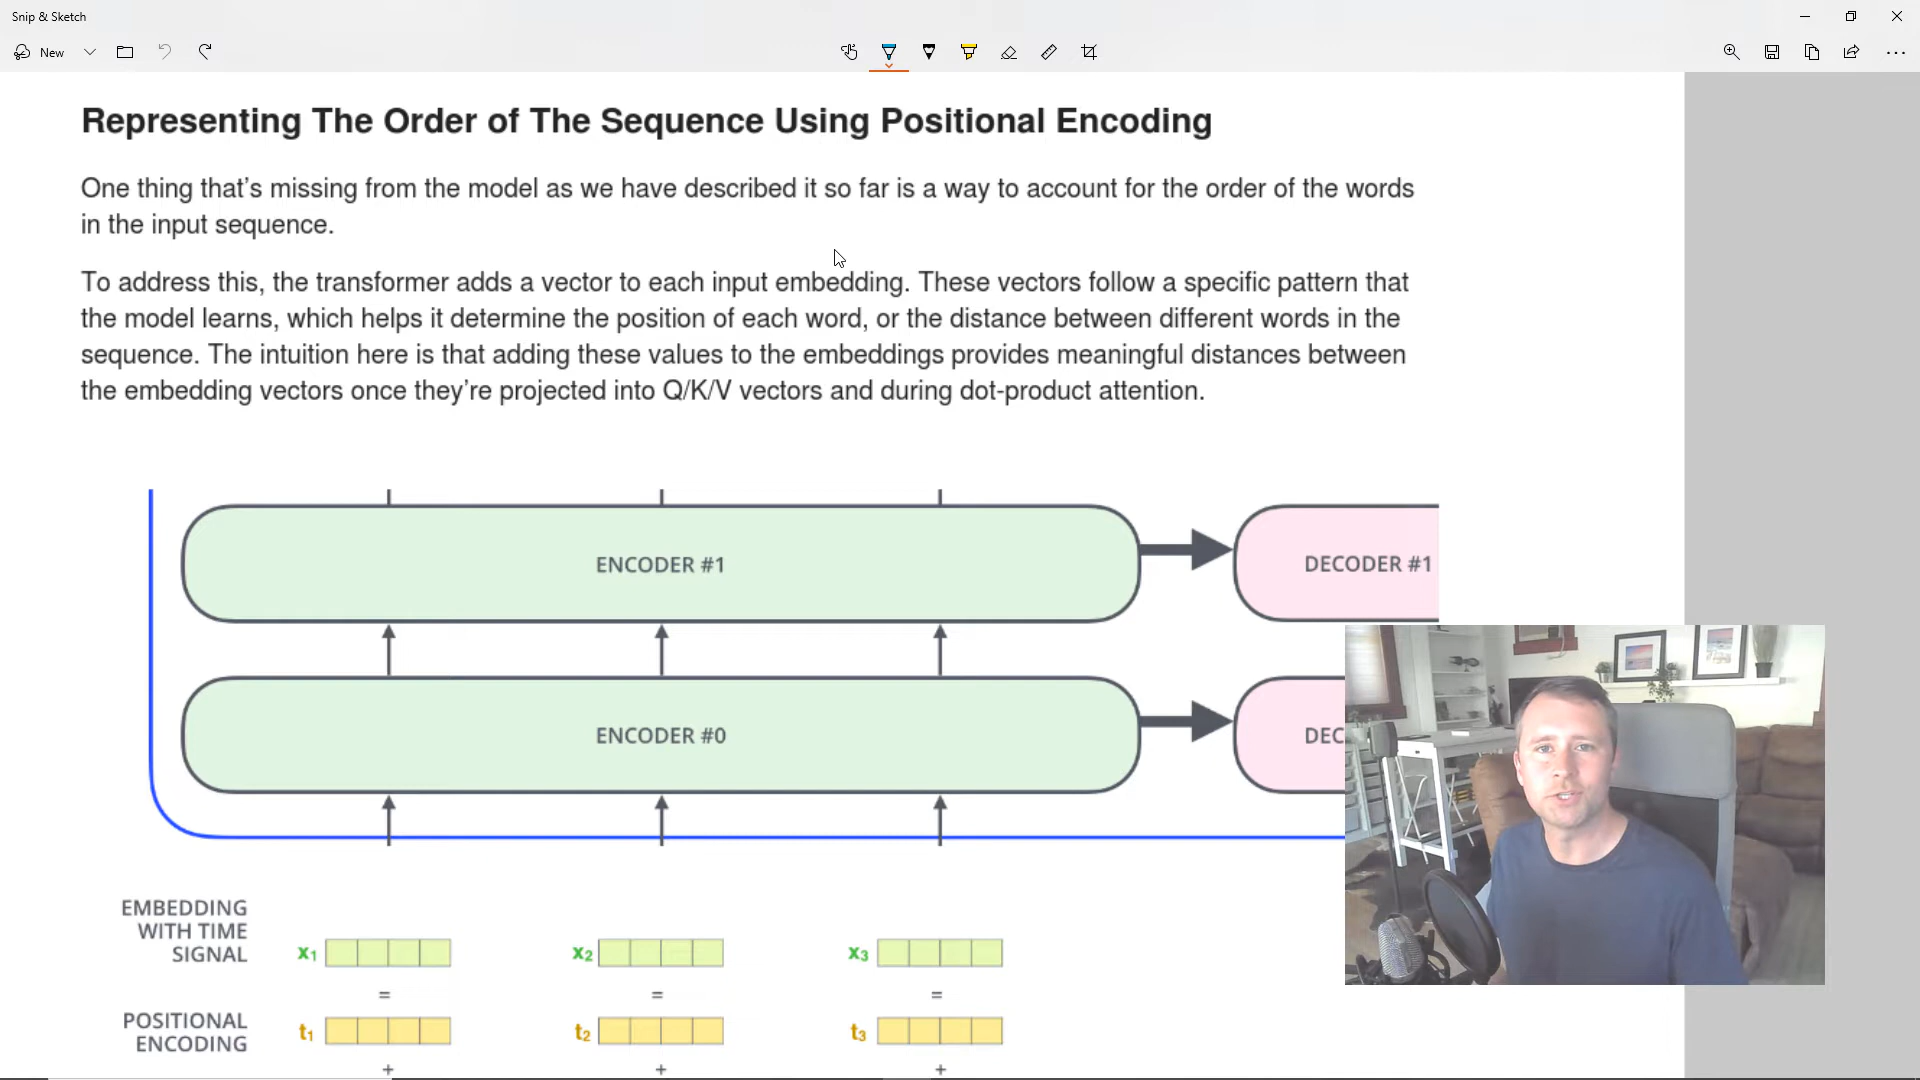 Snip & Sketch
New
Representing The Order of The Sequence Using Positional Encoding
One thing that's missing from the model as we have described it so far is a way to account for the order of the words
in the input sequence.
To address this, the transformer adds a vector to each input embedding. These vectors follow a specific pattern that
the model learns, which helps it determine the position of each word, or the distance between different words in the
sequence. The intuition here is that adding these values to the embeddings provides meaningful distances between
the embedding vectors once they're projected into Q/K/V vectors and during dot-product attention.
ENCODER #1
DECODER #1
ENCODER #0
DEC
EMBEDDING
WITH TIME
SIGNAL
x₁
x₂
x₃
=
=
=
POSITIONAL
ENCODING
t₁
t₂
t₃
+
+
+